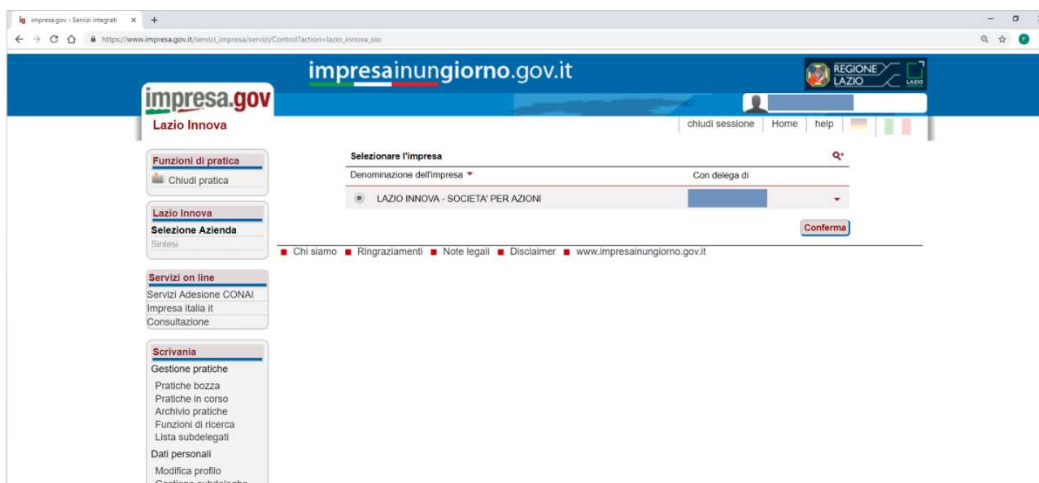 impresa.gov - Servizi integrati
https://www.impresa.gov.it/servizi_impresa/servizi/Control?action=lazio_innova_sso
impresainungiorno.gov.it
REGIONE
LAZIO
LAZIO
impresa.gov
Lazio Innova
chiudi sessione
Home
help
Funzioni di pratica
Chiudi pratica
Lazio Innova
Selezione Azienda
Sintesi
Servizi on line
Servizi Adesione CONAI
Impresa italia it
Consultazione
Scrivania
Gestione pratiche
Pratiche bozza
Pratiche in corso
Archivio pratiche
Funzioni di ricerca
Lista subdelegati
Dati personali
Modifica profilo
Gestione subdeleghe
Selezionare l'impresa
Denominazione dell'impresa
Con delega di
LAZIO INNOVA - SOCIETA' PER AZIONI
Conferma
Chi siamo
Ringraziamenti
Note legali
Disclaimer
www.impresainungiorno.gov.it